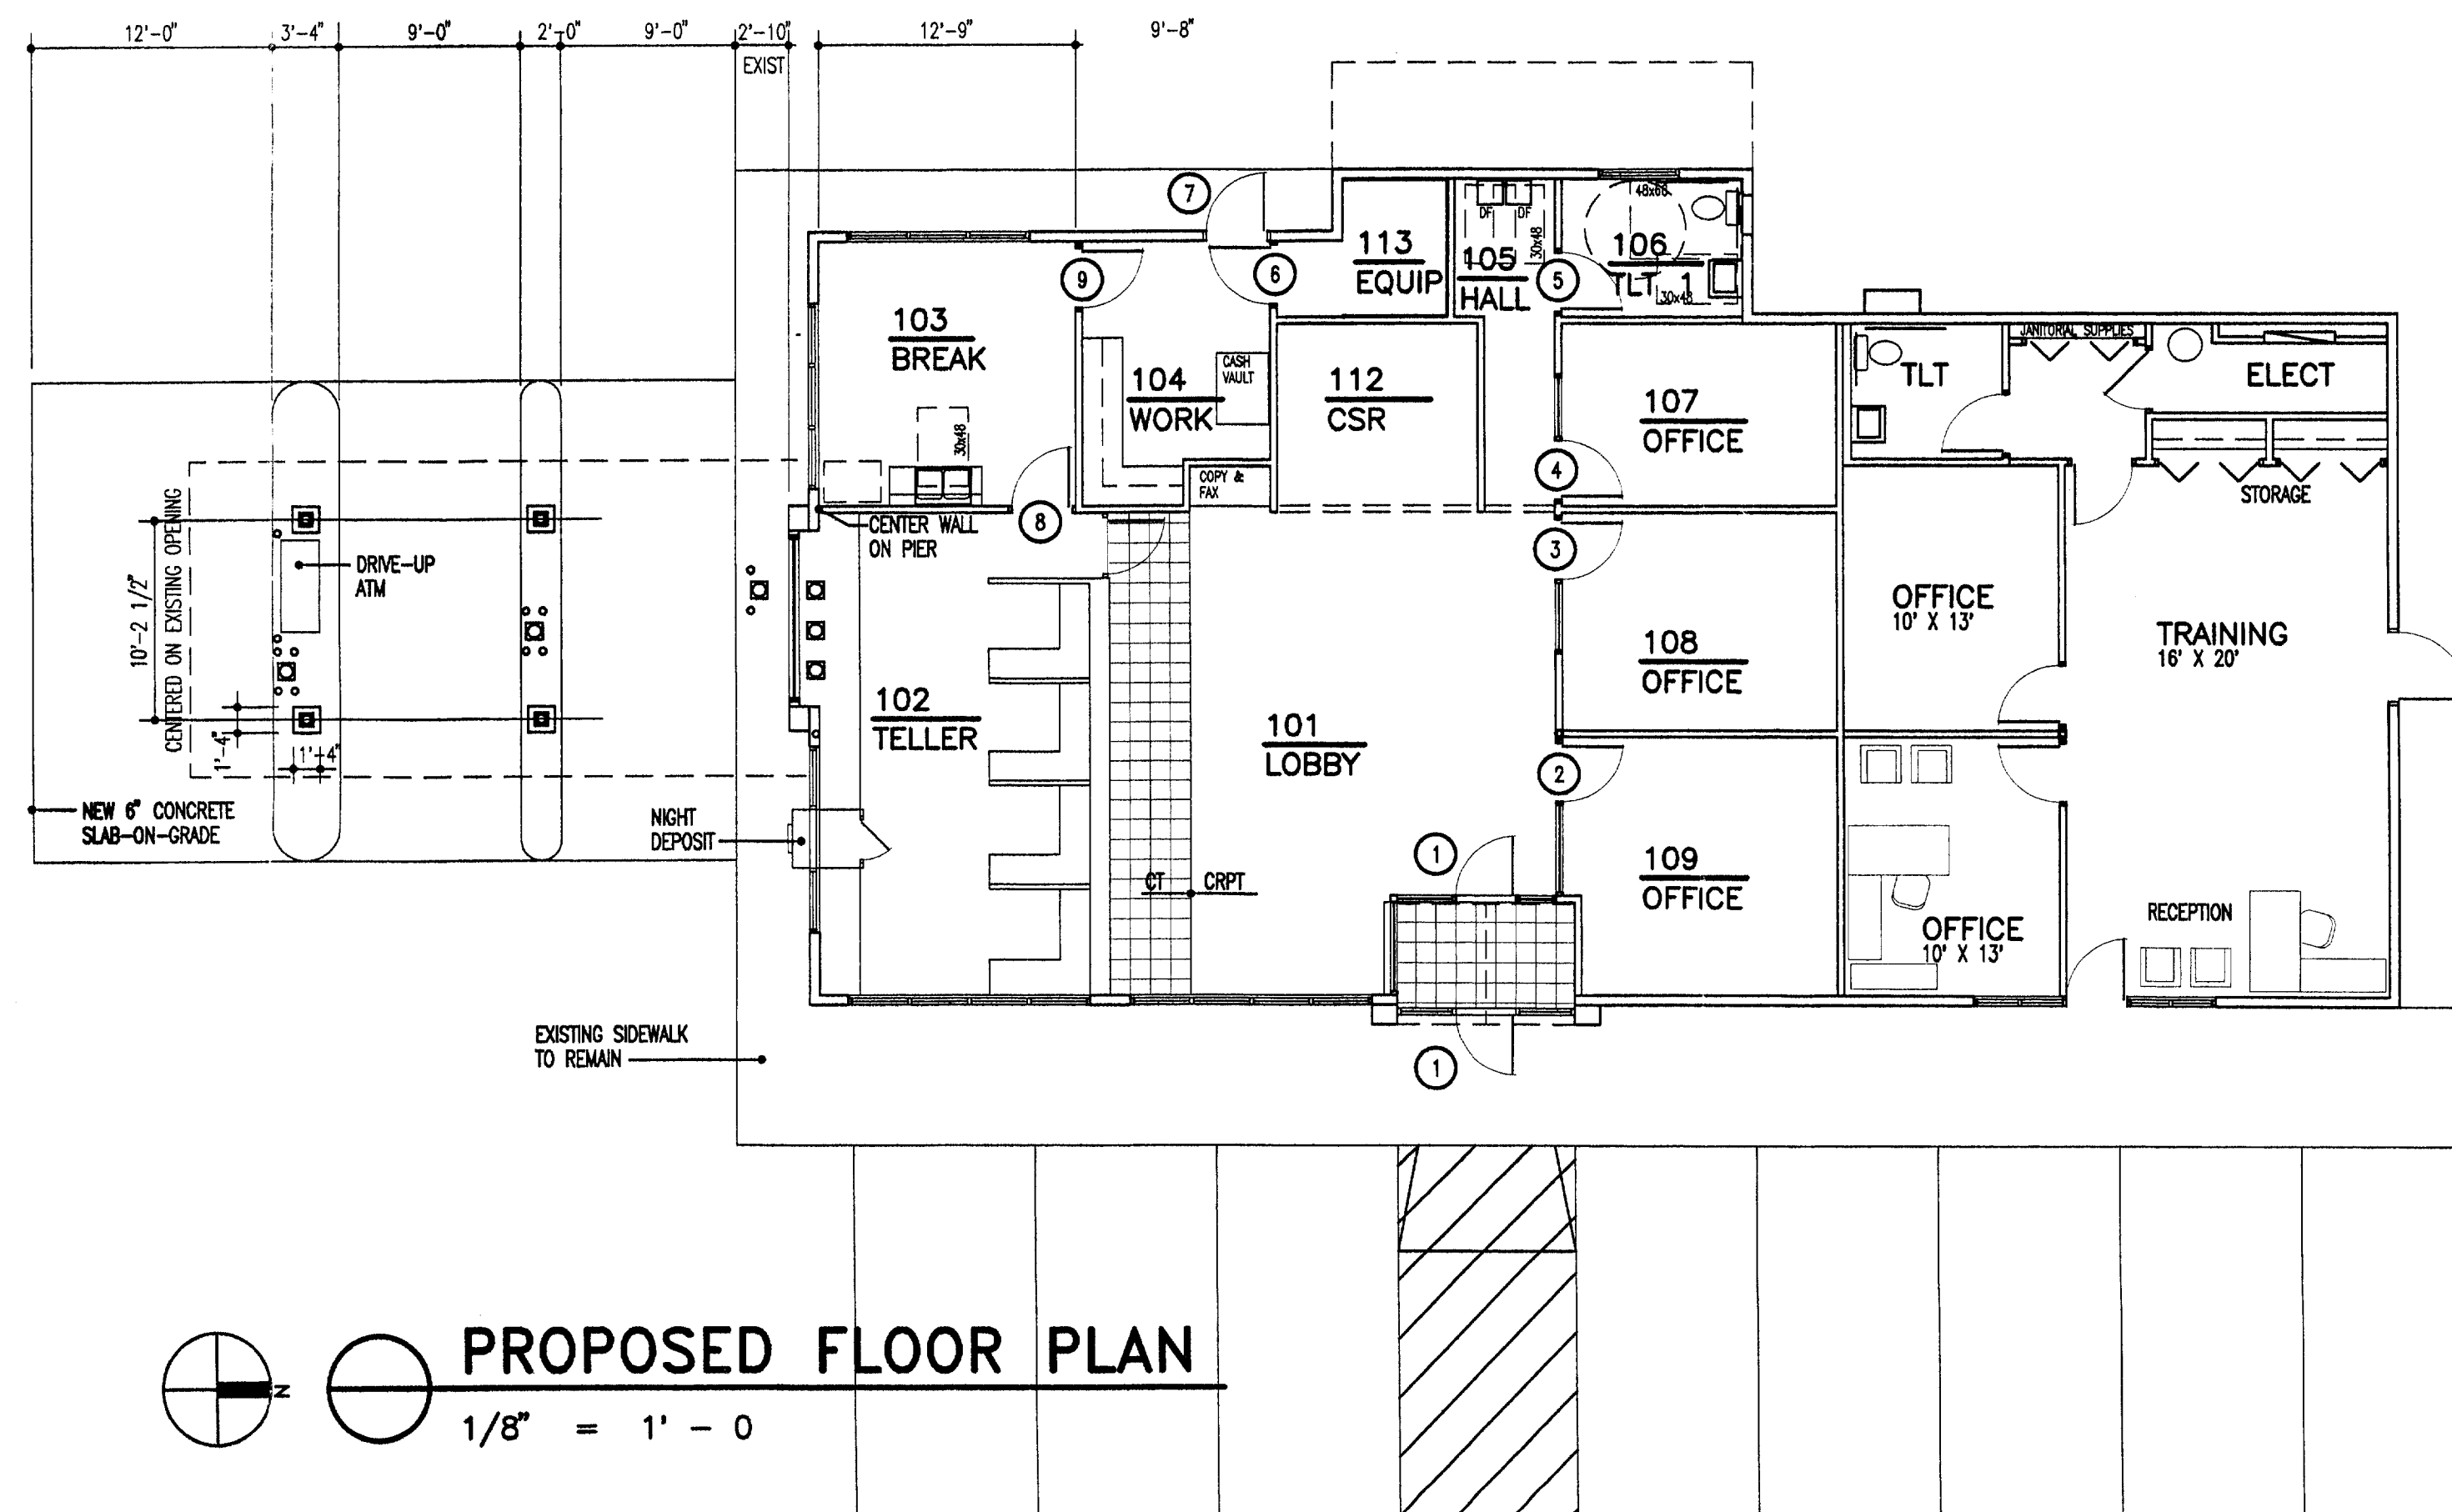 12'-0"
3'-4"
9'-0"
2'-0"
9'-0"
2'-10"
EXIST
12'-9"
9'-8"
7
9
6
113
EQUIP
DF
DF
30x48
105
HALL
5
48x68
106
TLT 1
30x48
103
BREAK
30x48
104
WORK
CASH
VAULT
112
CSR
107
OFFICE
TLT
JANITORIAL SUPPLIES
ELECT
4
COPY &
FAX
STORAGE
CENTER WALL
ON PIER
8
3
10'-2 1/2"
CENTERED ON EXISTING OPENING
DRIVE-UP
ATM
OFFICE
10' X 13'
TRAINING
16' X 20'
108
OFFICE
102
TELLER
101
LOBBY
2
1'-4"
1'-4"
NEW 6" CONCRETE
SLAB-ON-GRADE
NIGHT
DEPOSIT
1
109
OFFICE
CT
CRPT
RECEPTION
OFFICE
10' X 13'
EXISTING SIDEWALK
TO REMAIN
1
N
PROPOSED FLOOR PLAN
1/8" = 1' - 0